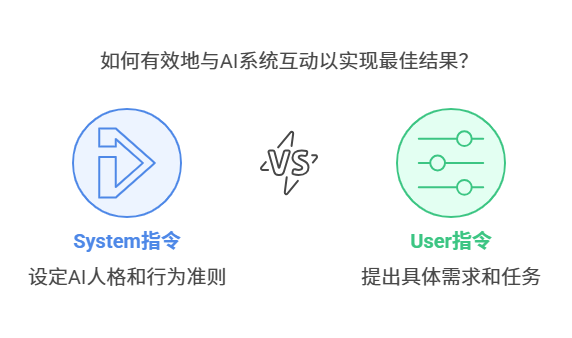 如何有效地与AI系统互动以实现最佳结果？
VS
System指令
User指令
设定AI人格和行为准则
提出具体需求和任务